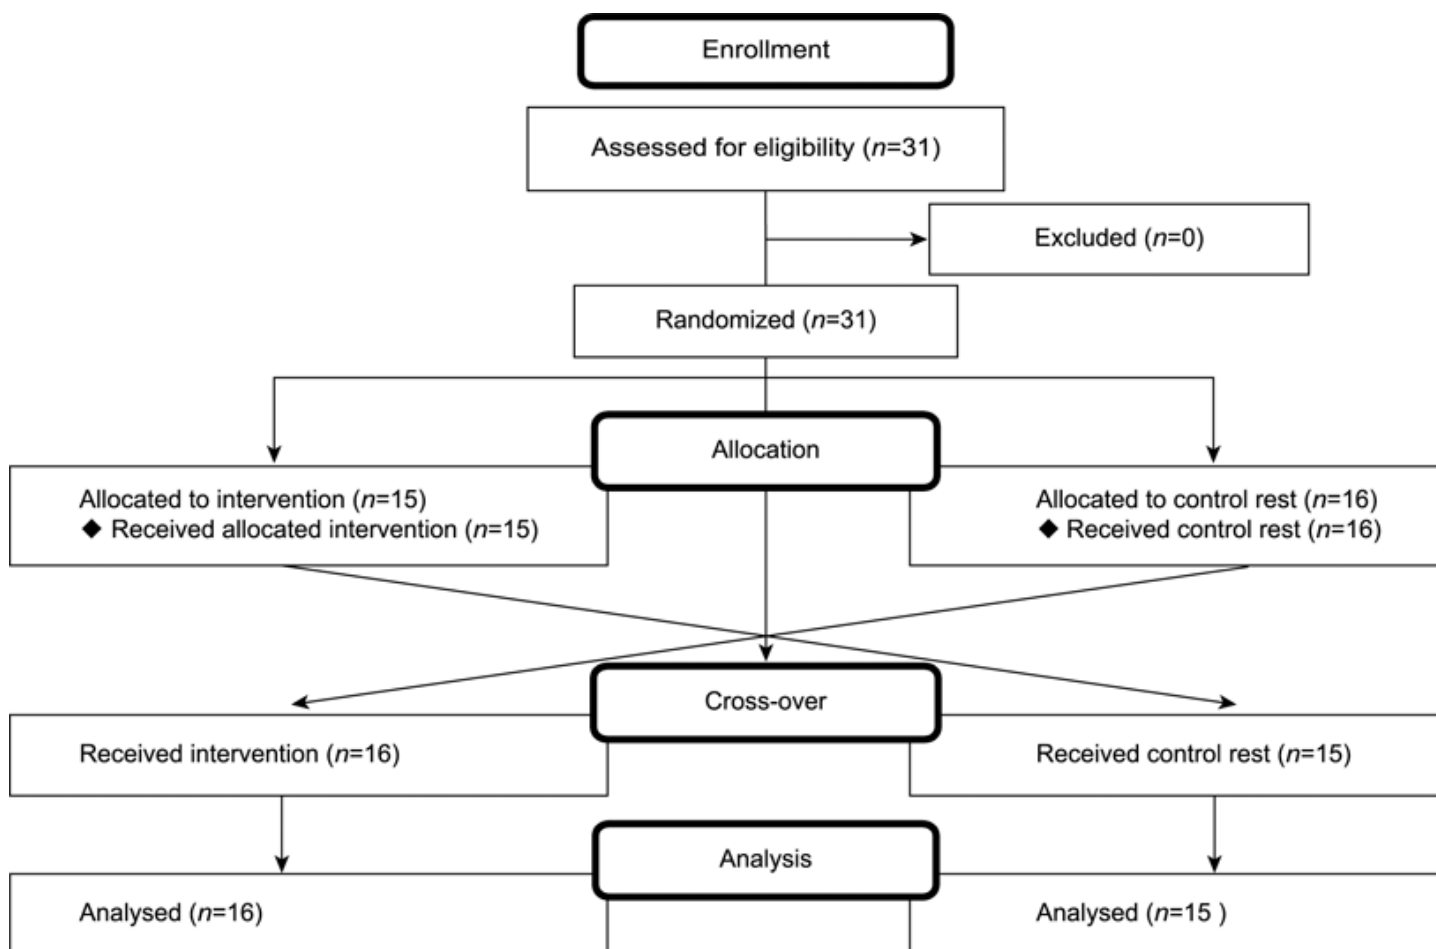 Enrollment
Assessed for eligibility (n=31)
Excluded (n=0)
Randomized (n=31)
Allocation
Allocated to intervention (n=15)
◆ Received allocated intervention (n=15)
Allocated to control rest (n=16)
◆ Received control rest (n=16)
Cross-over
Received intervention (n=16)
Received control rest (n=15)
Analysis
Analysed (n=16)
Analysed (n=15 )